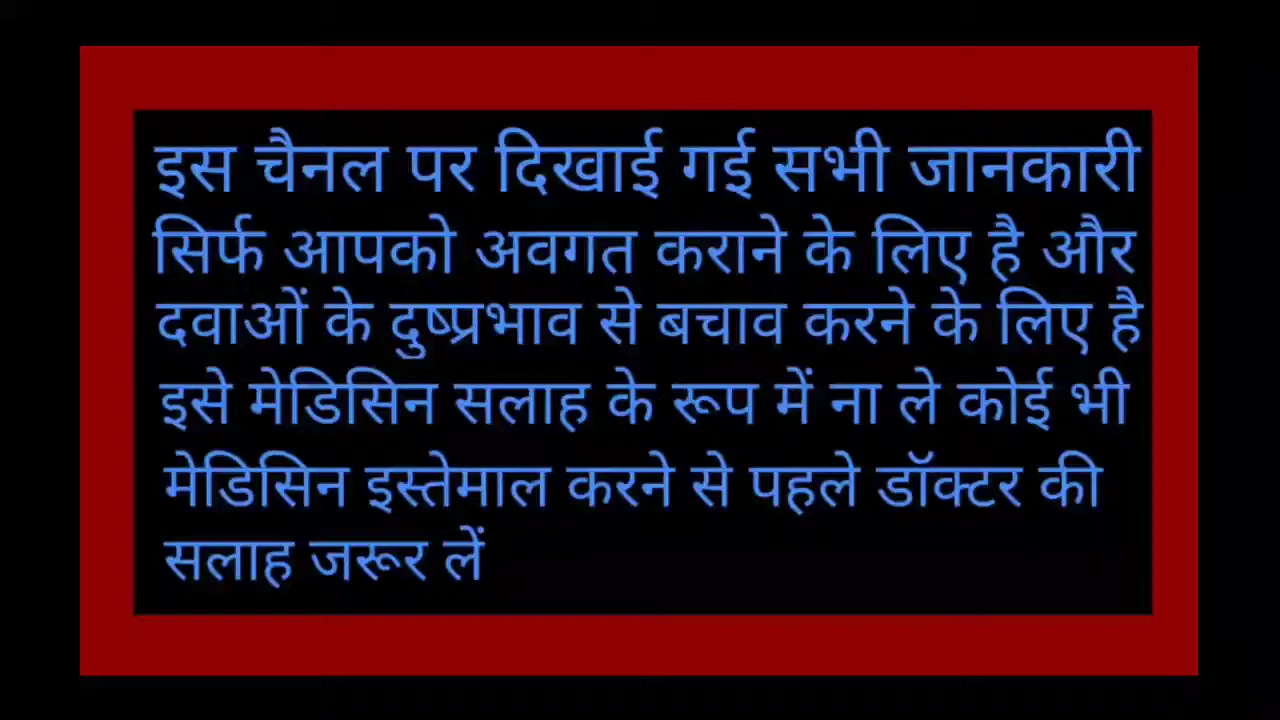 इस चैनल पर दिखाई गई सभी जानकारी
सिर्फ आपको अवगत कराने के लिए है और
दवाओं के दुष्प्रभाव से बचाव करने के लिए है
इसे मेडिसिन सलाह के रूप में ना ले कोई भी
मेडिसिन इस्तेमाल करने से पहले डॉक्टर की
सलाह जरूर लें